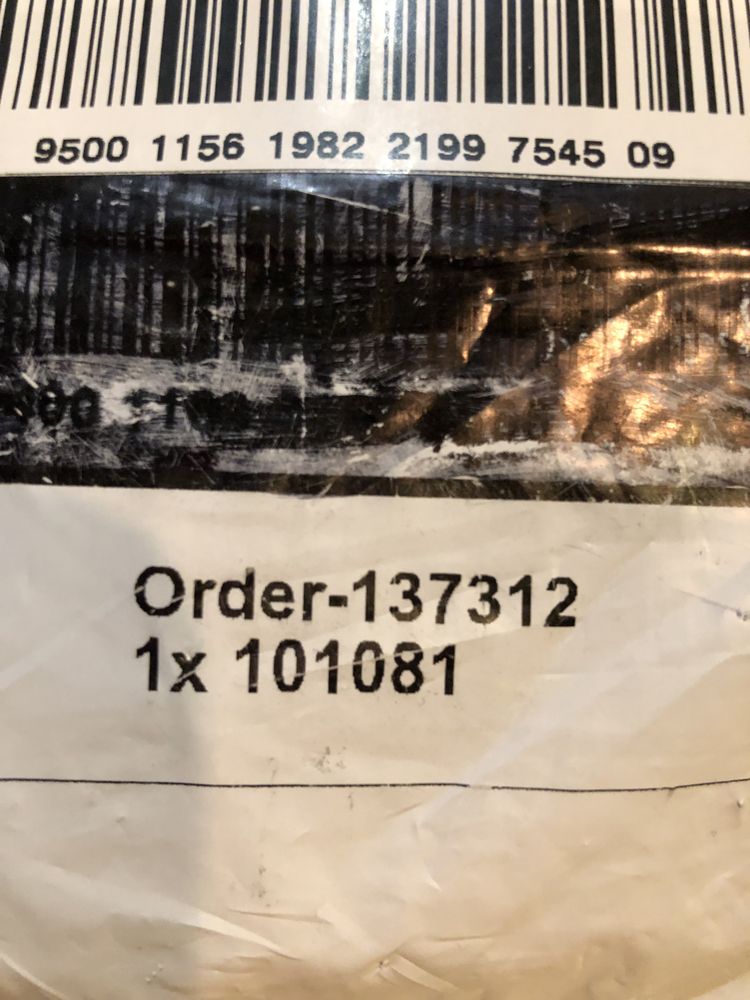 9500 1156 1982 2199 7545 09
Order-137312
1x 101081